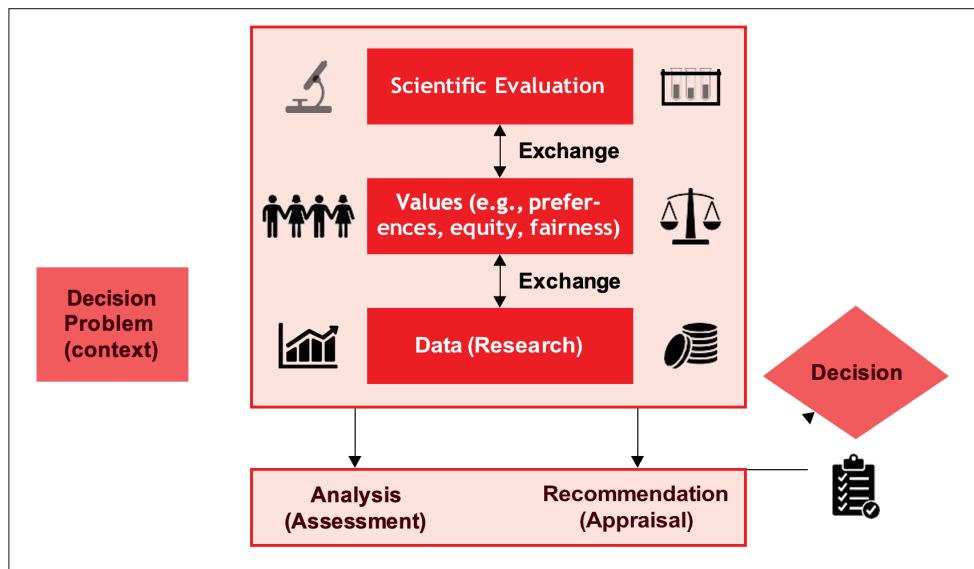 Scientific Evaluation
Exchange
Values (e.g., prefer-
ences, equity, fairness)
Exchange
Data (Research)
Decision
Problem
(context)
Decision
Analysis
(Assessment)
Recommendation
(Appraisal)